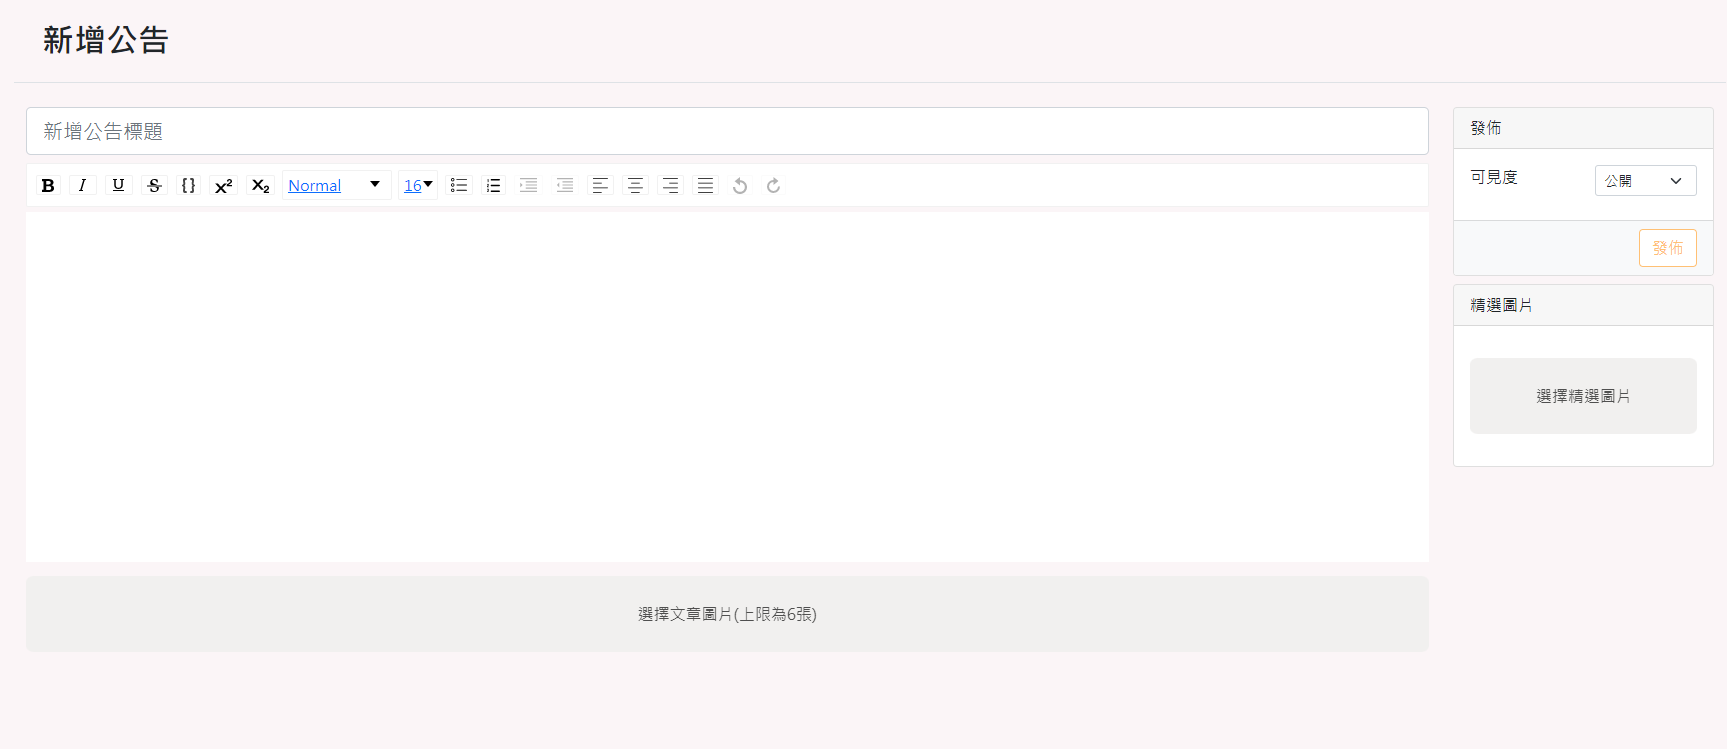 新增公告
新增公告標題
B I U S {} X² X₂ Normal 16
選擇文章圖片(上限為6張)
發佈
可見度 公開
發佈
精選圖片
選擇精選圖片